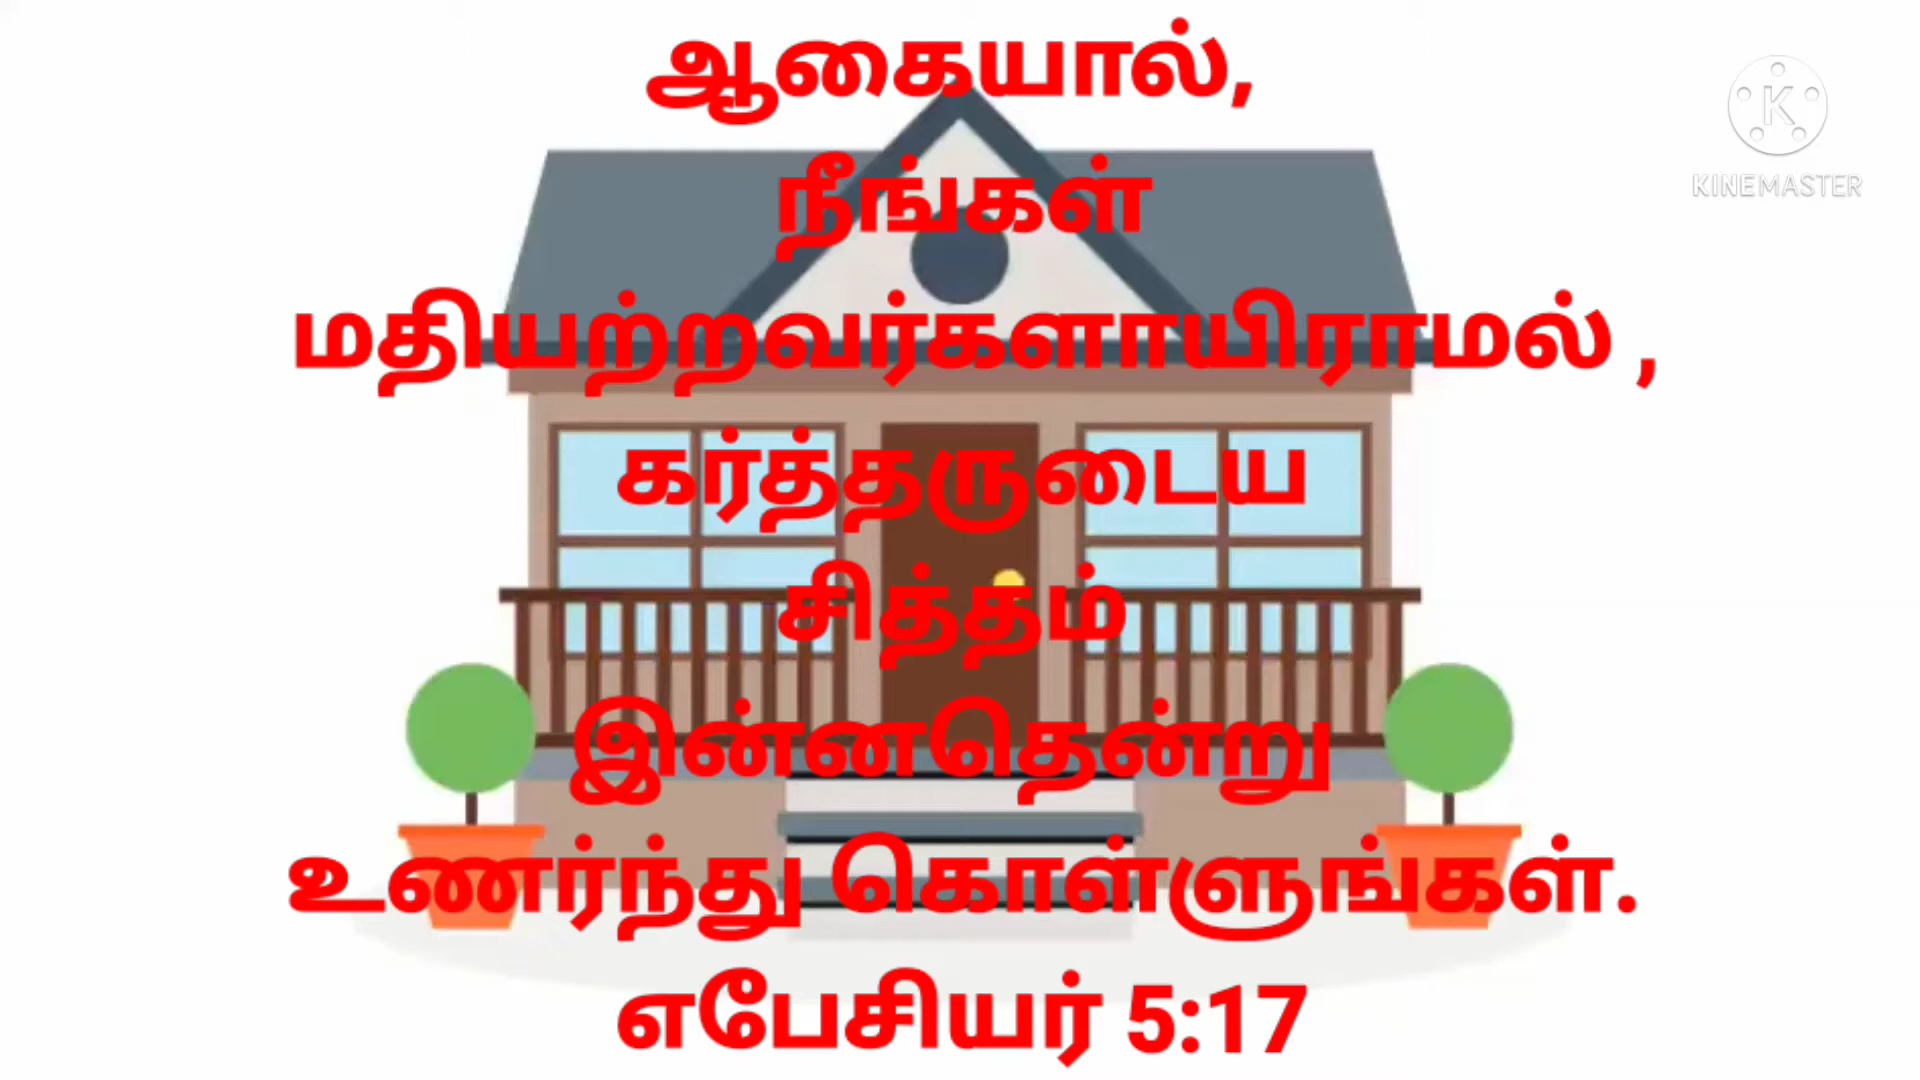 ஆகையால்,
நீங்கள்
மதியற்றவர்களாயிராமல் ,
கர்த்தருடைய
சித்தம்
இன்னதென்று
உணர்ந்து கொள்ளுங்கள்.
எபேசியர் 5:17
K
KINEMASTER